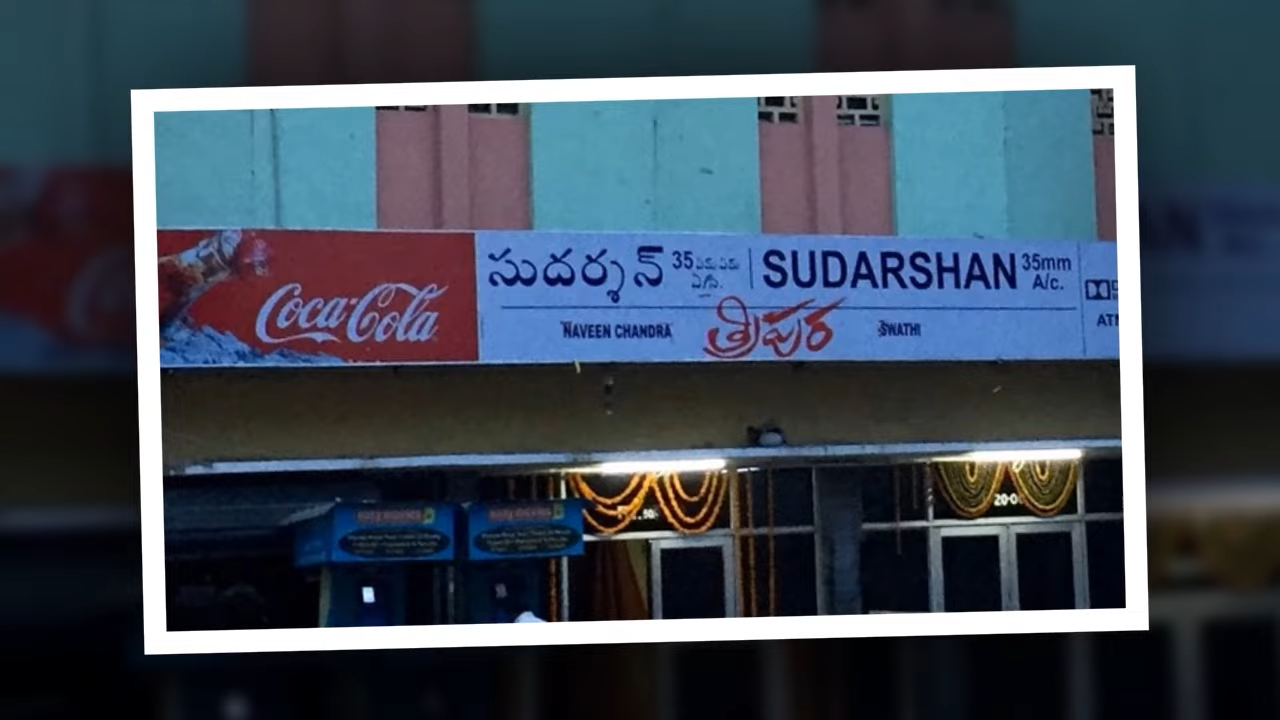 Coca-Cola
సుదర్శన్ 35 ఎం.ఎం. ఏ/సి. SUDARSHAN 35mm A/c.
NAVEEN CHANDRA త్రిపుర SWATHI